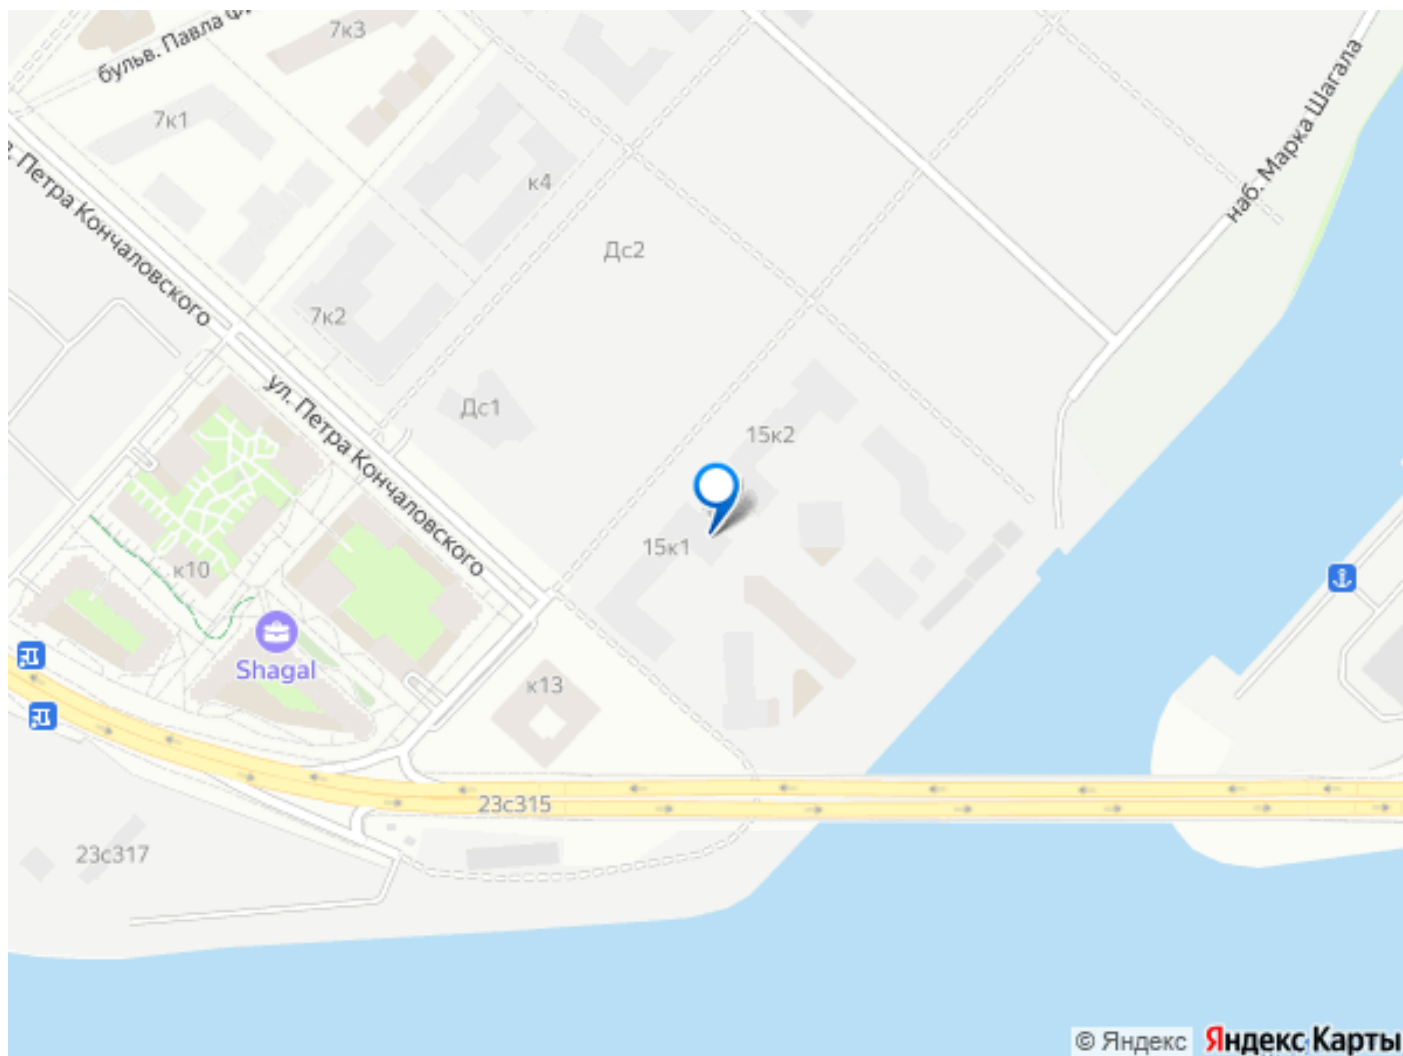 7к3
бульв. Павла
7к1
Петра Кончаловского
к4
наб. Марка Шагала
Дс2
7к2
ул. Петра Кончаловского
Дс1
15к2
15к1
к10
Shagal
к13
23с315
23с317
© Яндекс
Яндекс Карты